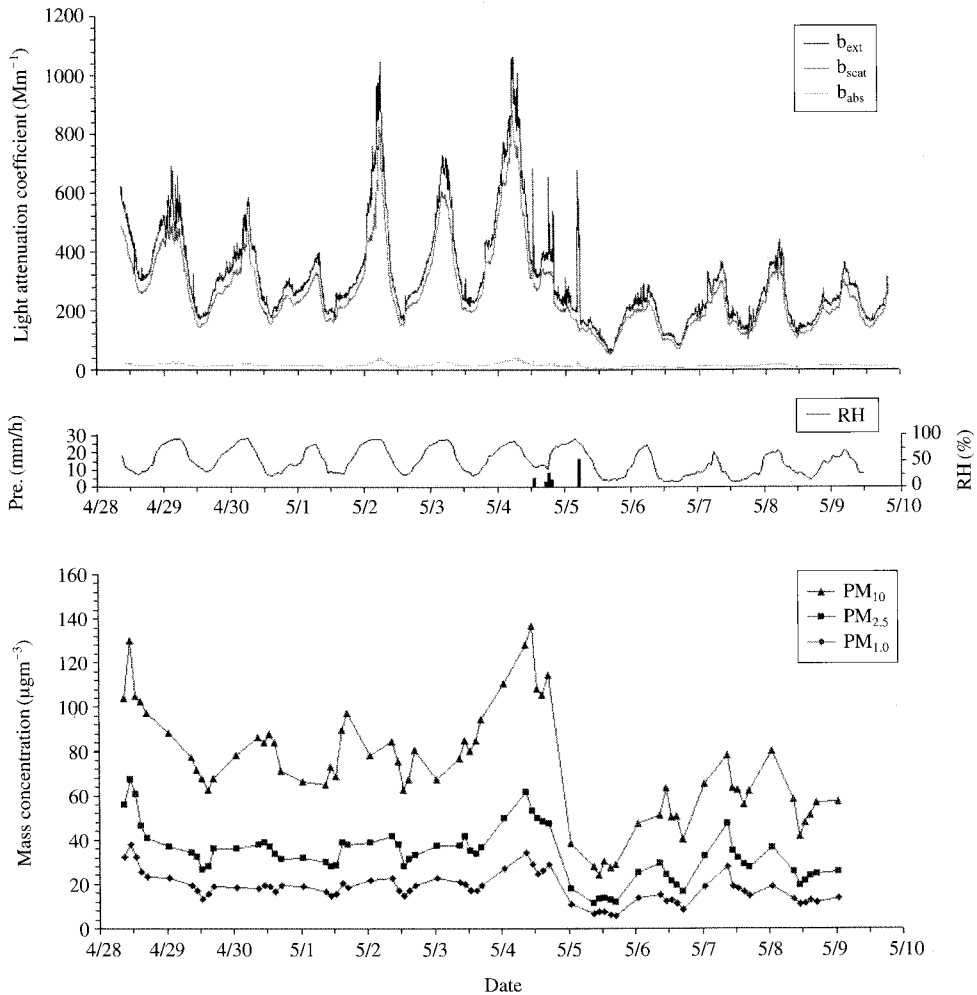 1200
1000
800
600
400
200
0
Light attenuation coefficient (Mm⁻¹)
b_ext
b_scat
b_abs
30
20
10
0
Pre. (mm/h)
RH
100
50
0
RH (%)
4/28 4/29 4/30 5/1 5/2 5/3 5/4 5/5 5/6 5/7 5/8 5/9 5/10
160
140
120
100
80
60
40
20
0
Mass concentration (μgm⁻³)
PM₁₀
PM₂.₅
PM₁.₀
4/28 4/29 4/30 5/1 5/2 5/3 5/4 5/5 5/6 5/7 5/8 5/9 5/10
Date